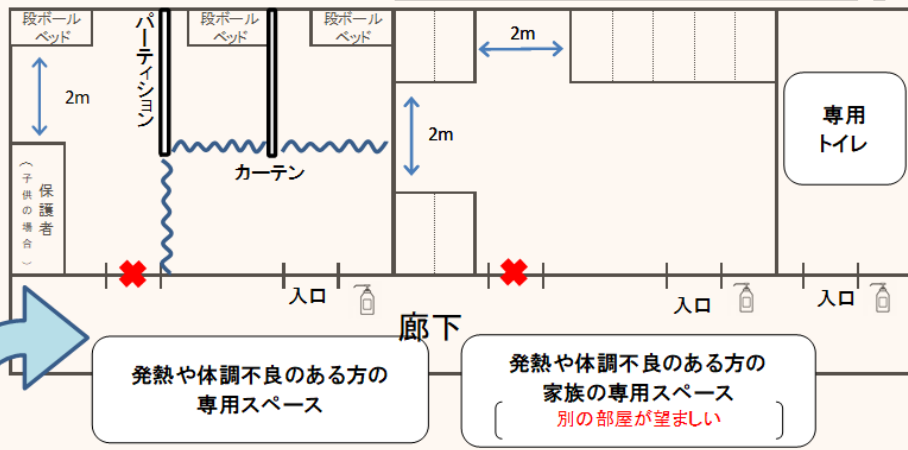 段ボール
ベッド
パーティション
段ボール
ベッド
段ボール
ベッド
2m
2m
2m
専用
トイレ
カーテン
保護者
（子供の場合）
入口
入口
入口
廊下
発熱や体調不良のある方の
専用スペース
発熱や体調不良のある方の
家族の専用スペース
別の部屋が望ましい